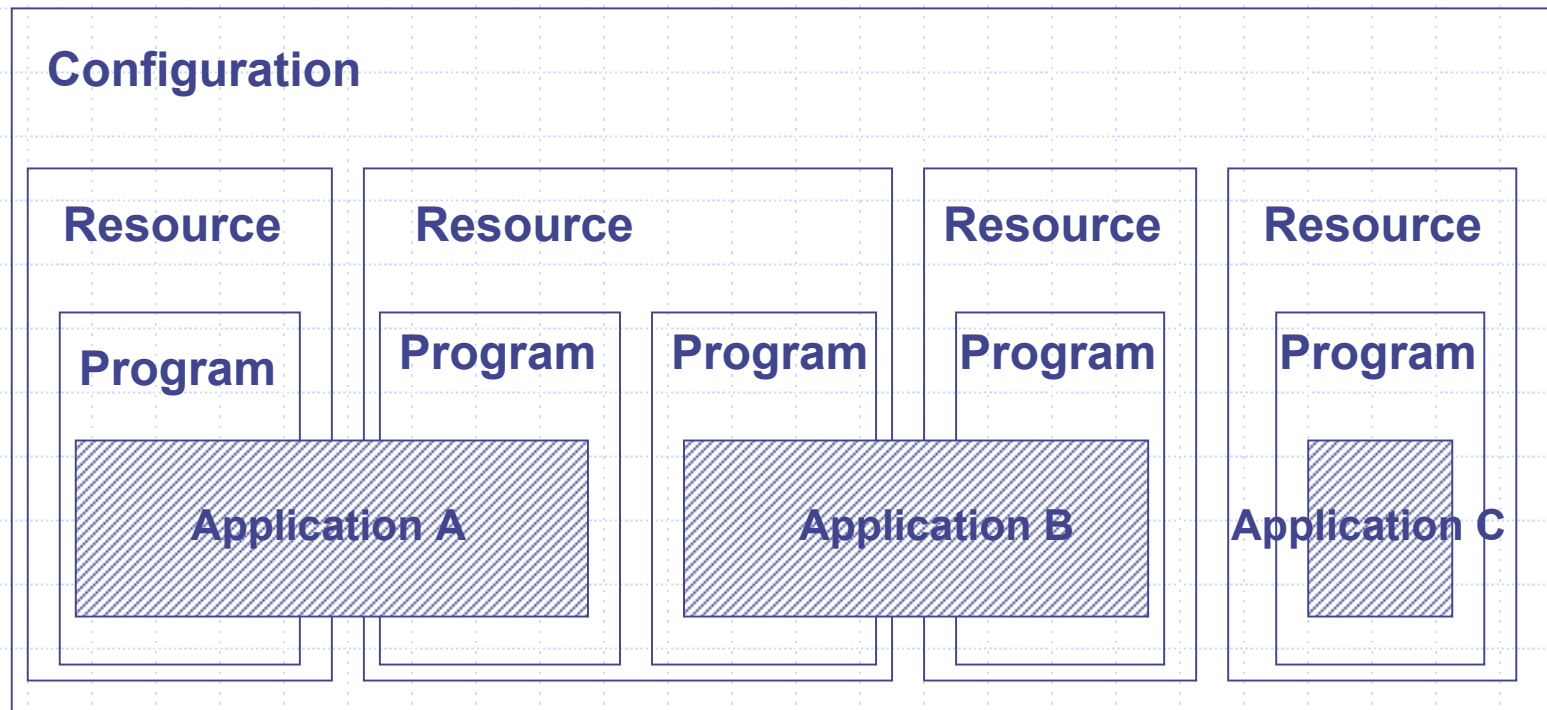 Configuration
Resource Resource Resource Resource
Program Program Program Program Program
Application A Application B Application C